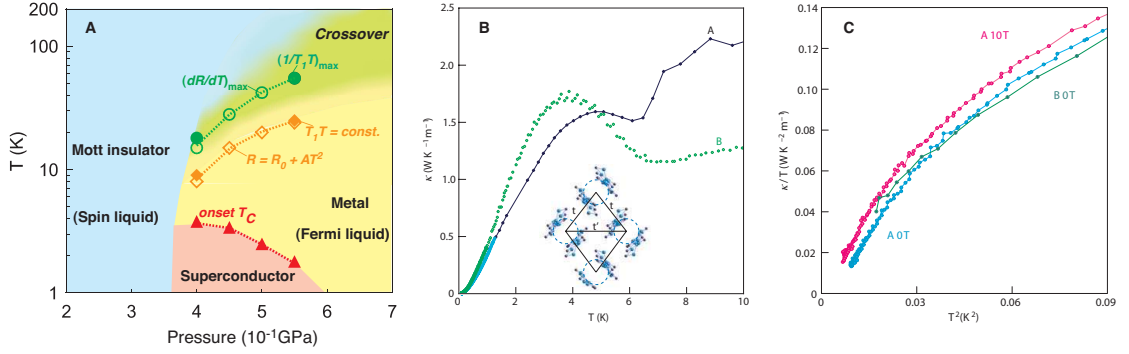 A
200
100
10
1
T (K)
Crossover
(1/T1T)max
(dR/dT)max
T1T = const.
R = R0 + AT²
Mott insulator
(Spin liquid)
Metal
(Fermi liquid)
onset TC
Superconductor
2 3 4 5 6 7
Pressure (10⁻¹GPa)
B
2.5
2.0
1.5
1.0
0.5
0.0
κ (W K⁻¹m⁻¹)
A
B
t
t
t'
0 2 4 6 8 10
T (K)
C
0.14
0.12
0.10
0.08
0.06
0.04
0.02
0.14
κ/T (W K⁻² m⁻¹)
A 10T
B 0T
A 0T
0 0.03 0.06 0.09
T²(K²)